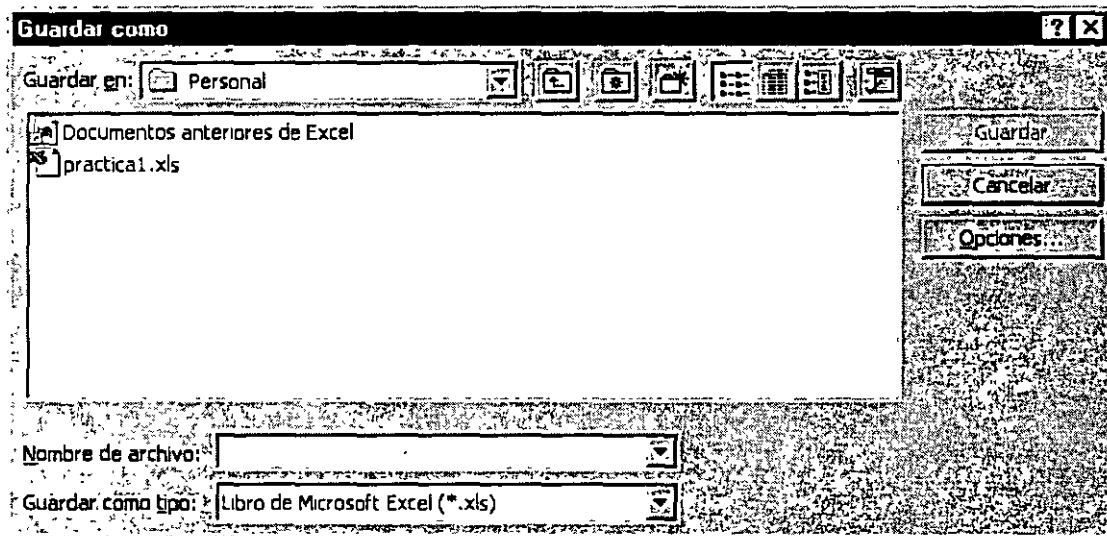 Guardar como
Guardar en: Personal
Documentos anteriores de Excel
practica1.xls
Guardar
Cancelar
Opciones...
Nombre de archivo:
Guardar como tipo: Libro de Microsoft Excel (*.xls)